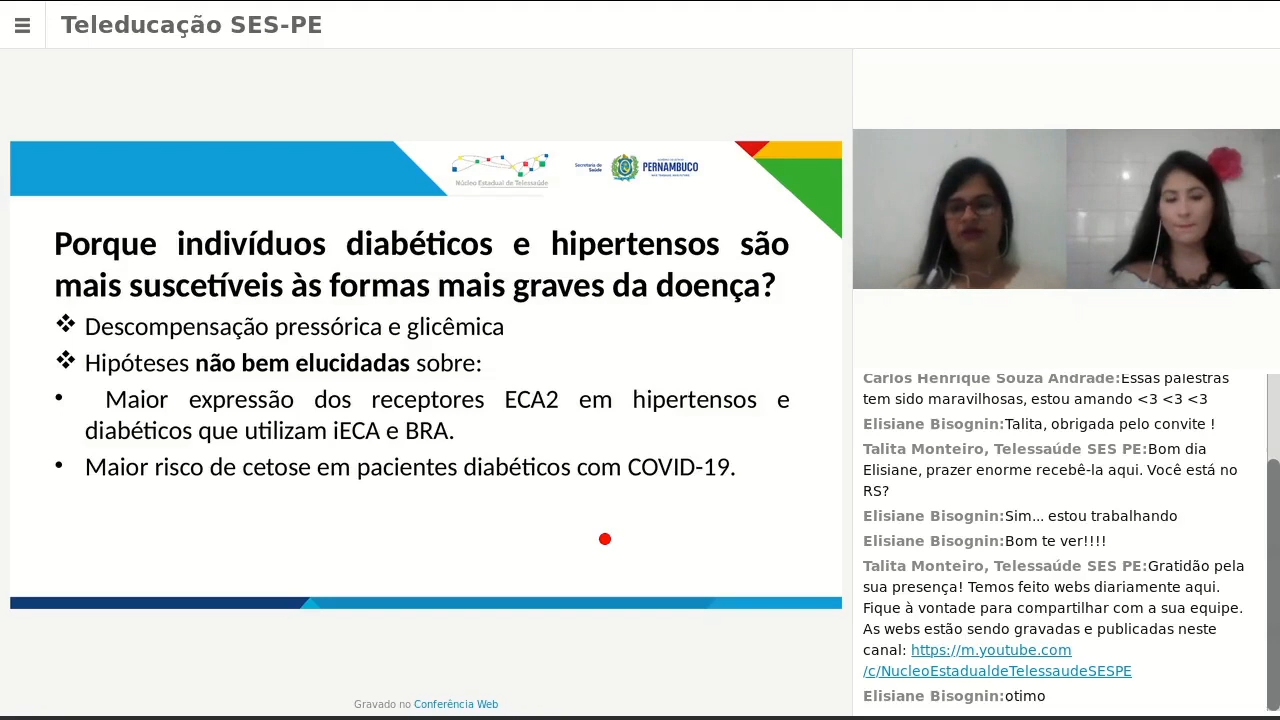 Teleducação SES-PE
Núcleo Estadual de Telessaúde
Secretaria de
Saúde
PERNAMBUCO
Porque indivíduos diabéticos e hipertensos são
mais suscetíveis às formas mais graves da doença?
❖ Descompensação pressórica e glicêmica
❖ Hipóteses não bem elucidadas sobre:
• Maior expressão dos receptores ECA2 em hipertensos e
diabéticos que utilizam iECA e BRA.
• Maior risco de cetose em pacientes diabéticos com COVID-19.
Gravado no Conferência Web
Carlos Henrique Souza Andrade:Essas palestras
tem sido maravilhosas, estou amando <3 <3 <3
Elisiane Bisognin:Talita, obrigada pelo convite !
Talita Monteiro, Telessaúde SES PE:Bom dia
Elisiane, prazer enorme recebê-la aqui. Você está no
RS?
Elisiane Bisognin:Sim... estou trabalhando
Elisiane Bisognin:Bom te ver!!!!
Talita Monteiro, Telessaúde SES PE:Gratidão pela
sua presença! Temos feito webs diariamente aqui.
Fique à vontade para compartilhar com a sua equipe.
As webs estão sendo gravadas e publicadas neste
canal: https://m.youtube.com
/c/NucleoEstadualdeTelessaudeSESPE
Elisiane Bisognin:otimo